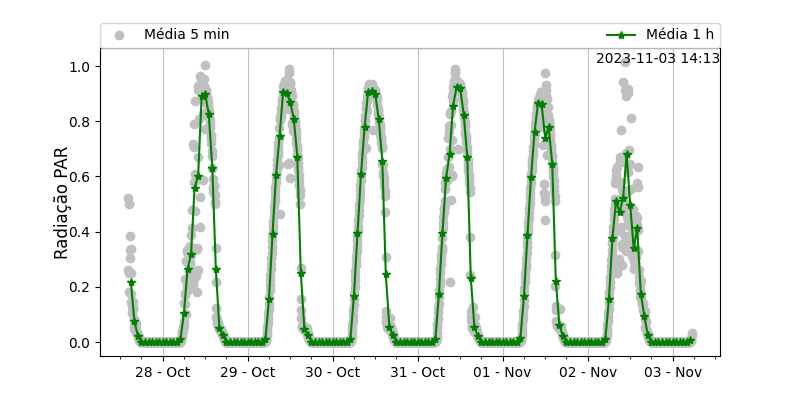 Média 5 min
Média 1 h
2023-11-03 14:13
Radiação PAR
1.0
0.8
0.6
0.4
0.2
0.0
28 - Oct
29 - Oct
30 - Oct
31 - Oct
01 - Nov
02 - Nov
03 - Nov